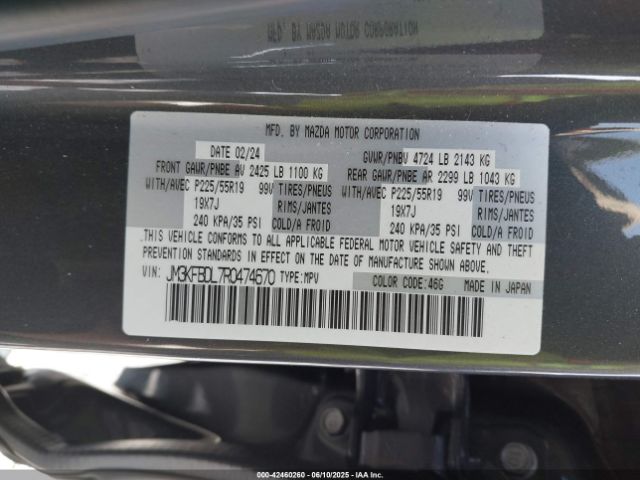 MFD. BY MAZDA MOTOR CORPORATION
DATE 02/24 GVWR/PNBV 4724 LB 2143 KG
FRONT GAWR/PNBE AV 2425 LB 1100 KG REAR GAWR/PNBE AR 2299 LB 1043 KG
WITH/AVEC P225/55R19 99V TIRES/PNEUS WITH/AVEC P225/55R19 99V TIRES/PNEUS
19X7J RIMS/JANTES 19X7J RIMS/JANTES
240 KPA/35 PSI COLD/A FROID 240 KPA/35 PSI COLD/A FROID
THIS VEHICLE CONFORMS TO ALL APPLICABLE FEDERAL MOTOR VEHICLE SAFETY AND THEFT
PREVENTION STANDARDS IN EFFECT ON THE DATE OF MANUFACTURE SHOWN ABOVE.
VIN: JM3KFBDL7R0474670 TYPE:MPV COLOR CODE:46G MADE IN JAPAN
000-42460260 - 06/10/2025 - IAAI.COM